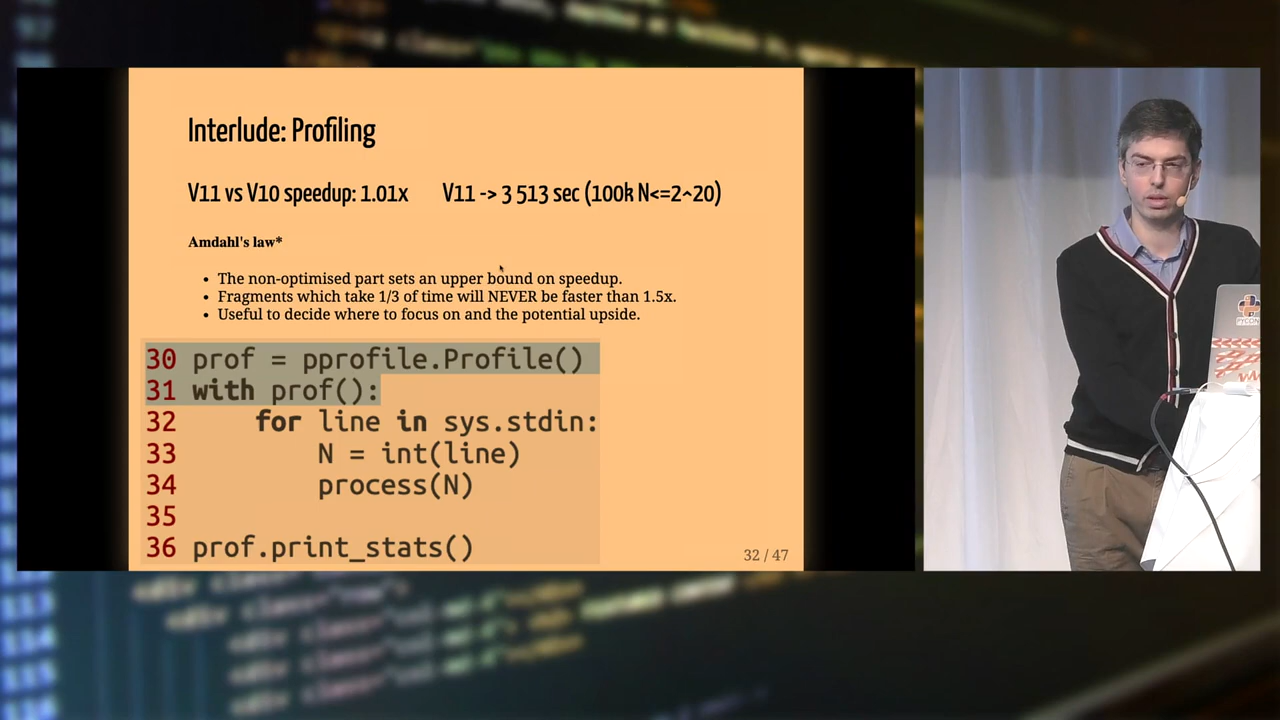 Interlude: Profiling
V11 vs V10 speedup: 1.01x V11 -> 3 513 sec (100k N<=2^20)
Amdahl's law*
• The non-optimised part sets an upper bound on speedup.
• Fragments which take 1/3 of time will NEVER be faster than 1.5x.
• Useful to decide where to focus on and the potential upside.
30 prof = pprofile.Profile()
31 with prof():
32 for line in sys.stdin:
33 N = int(line)
34 process(N)
35
36 prof.print_stats()
32 / 47
PYCON